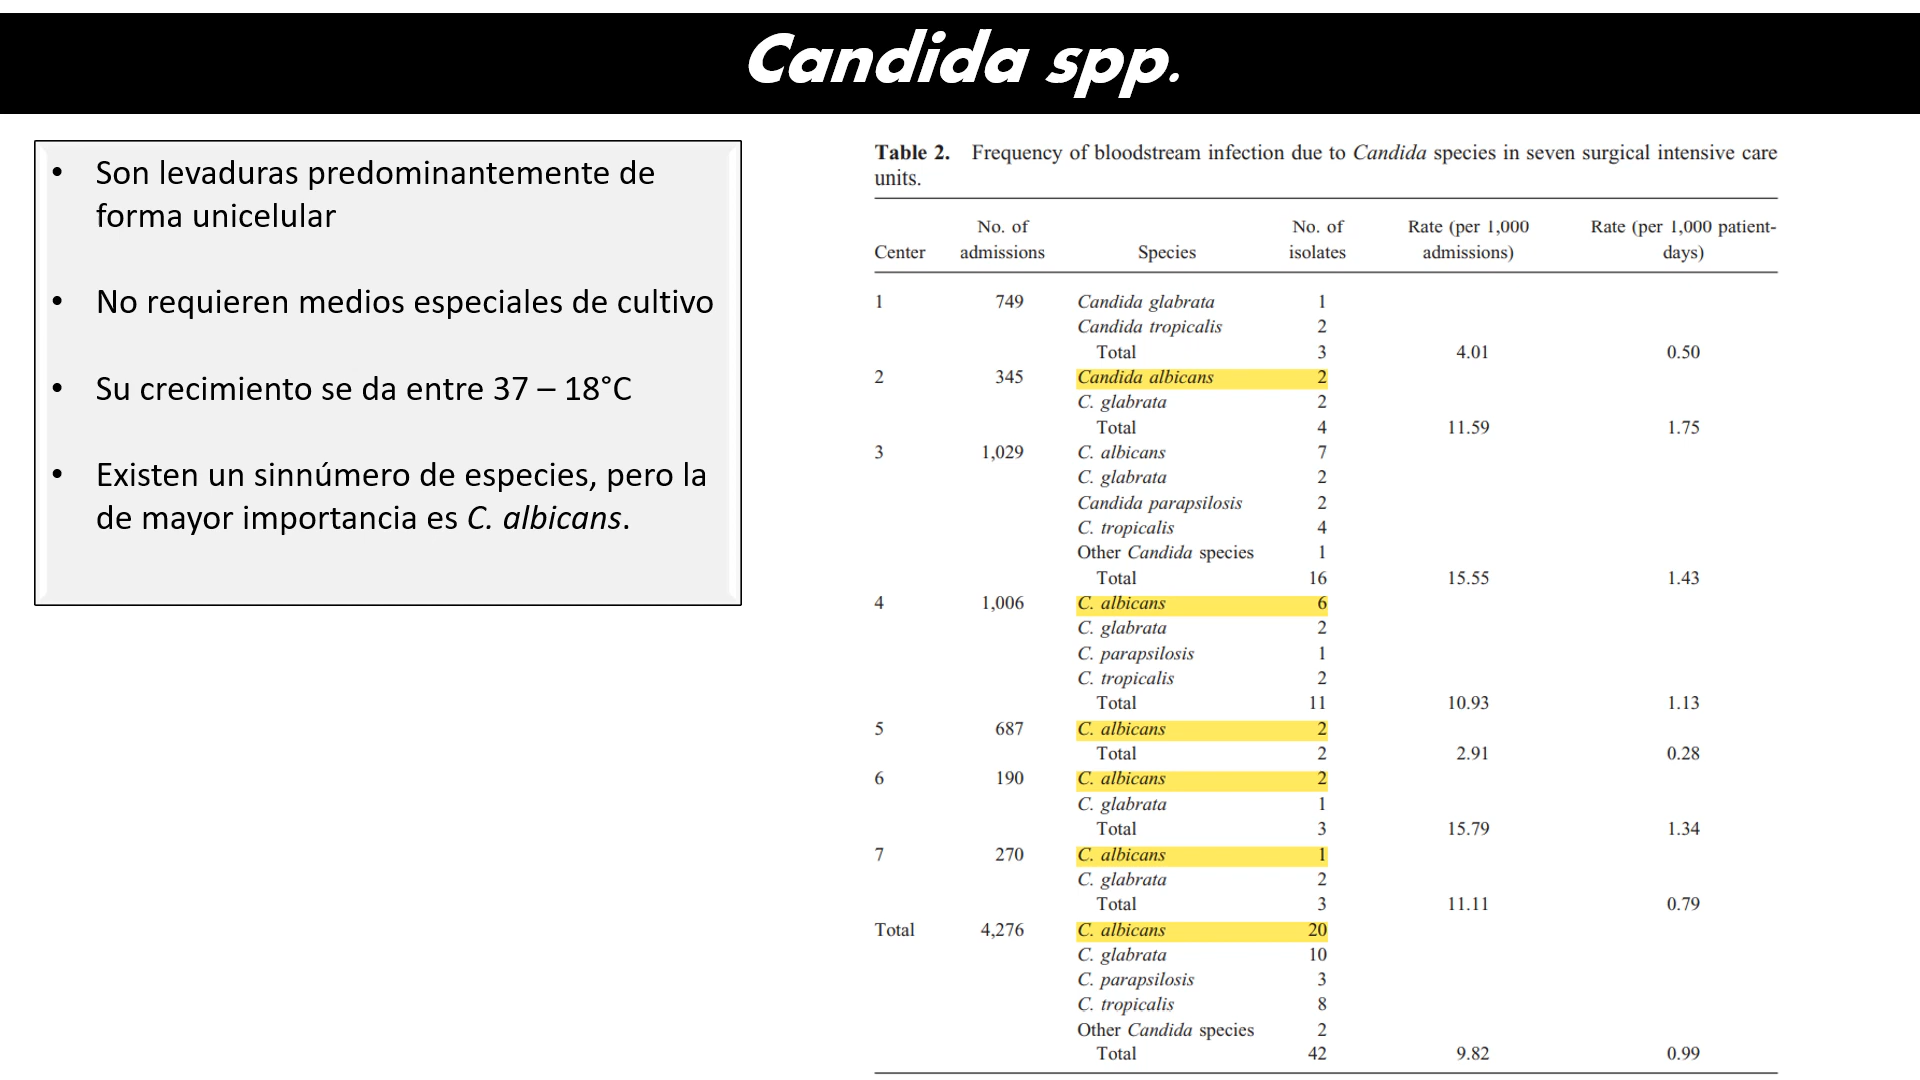 Candida spp.
• Son levaduras predominantemente de
forma unicelular
• No requieren medios especiales de cultivo
• Su crecimiento se da entre 37 – 18°C
• Existen un sinnúmero de especies, pero la
de mayor importancia es C. albicans.
Table 2. Frequency of bloodstream infection due to Candida species in seven surgical intensive care
units.
No. of No. of Rate (per 1,000 Rate (per 1,000 patient-
Center admissions Species isolates admissions) days)
1 749 Candida glabrata 1
Candida tropicalis 2
Total 3 4.01 0.50
2 345 Candida albicans 2
C. glabrata 2
Total 4 11.59 1.75
3 1,029 C. albicans 7
C. glabrata 2
Candida parapsilosis 2
C. tropicalis 4
Other Candida species 1
Total 16 15.55 1.43
4 1,006 C. albicans 6
C. glabrata 2
C. parapsilosis 1
C. tropicalis 2
Total 11 10.93 1.13
5 687 C. albicans 2
Total 2 2.91 0.28
6 190 C. albicans 2
C. glabrata 1
Total 3 15.79 1.34
7 270 C. albicans 1
C. glabrata 2
Total 3 11.11 0.79
Total 4,276 C. albicans 20
C. glabrata 10
C. parapsilosis 3
C. tropicalis 8
Other Candida species 2
Total 42 9.82 0.99